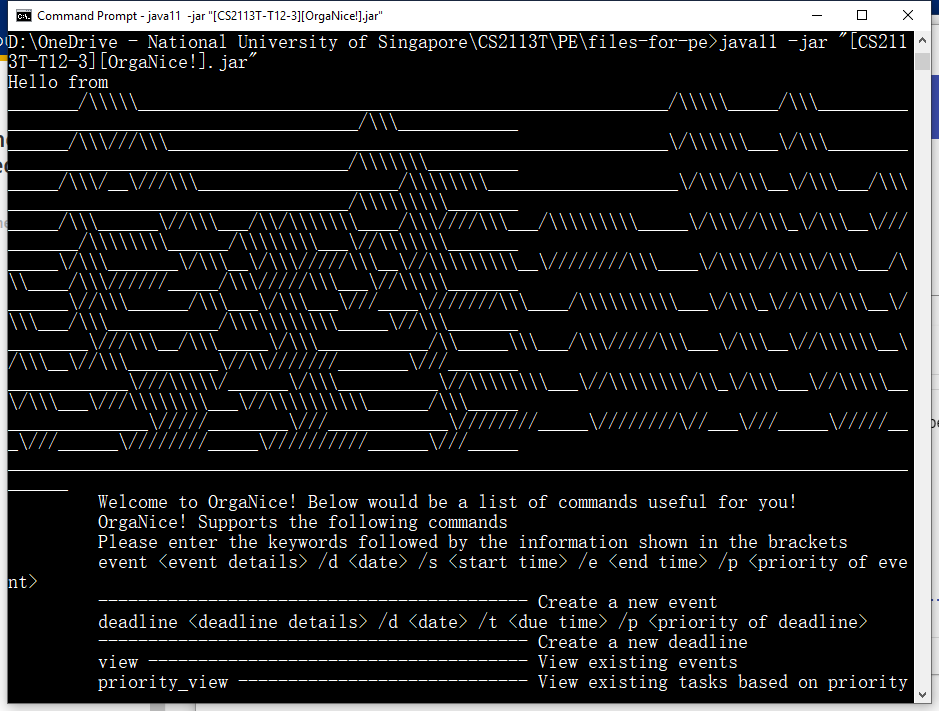 Command Prompt - java11 -jar "[CS2113T-T12-3][OrgaNice!].jar"
D:\OneDrive - National University of Singapore\CS2113T\PE\files-for-pe>java11 -jar "[CS211
3T-T12-3][OrgaNice!].jar"
Hello from
Welcome to OrgaNice! Below would be a list of commands useful for you!
OrgaNice! Supports the following commands
Please enter the keywords followed by the information shown in the brackets
event <event details> /d <date> /s <start time> /e <end time> /p <priority of eve
nt>
------------------------------------------- Create a new event
deadline <deadline details> /d <date> /t <due time> /p <priority of deadline>
------------------------------------------- Create a new deadline
view -------------------------------------- View existing events
priority_view ----------------------------- View existing tasks based on priority